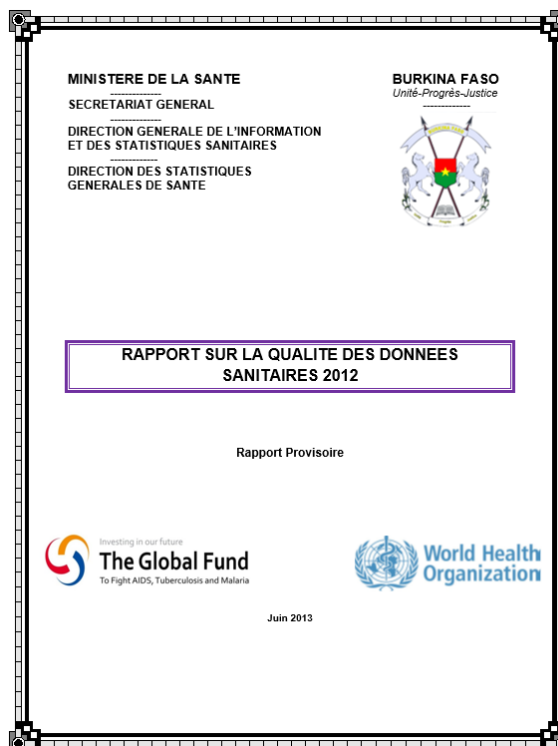 MINISTERE DE LA SANTE
-------------
SECRETARIAT GENERAL
-------------
DIRECTION GENERALE DE L'INFORMATION
ET DES STATISTIQUES SANITAIRES
-------------
DIRECTION DES STATISTIQUES
GENERALES DE SANTE
BURKINA FASO
Unité-Progrès-Justice
-------------
RAPPORT SUR LA QUALITE DES DONNEES
SANITAIRES 2012
Rapport Provisoire
Investing in our future
The Global Fund
To Fight AIDS, Tuberculosis and Malaria
World Health
Organization
Juin 2013